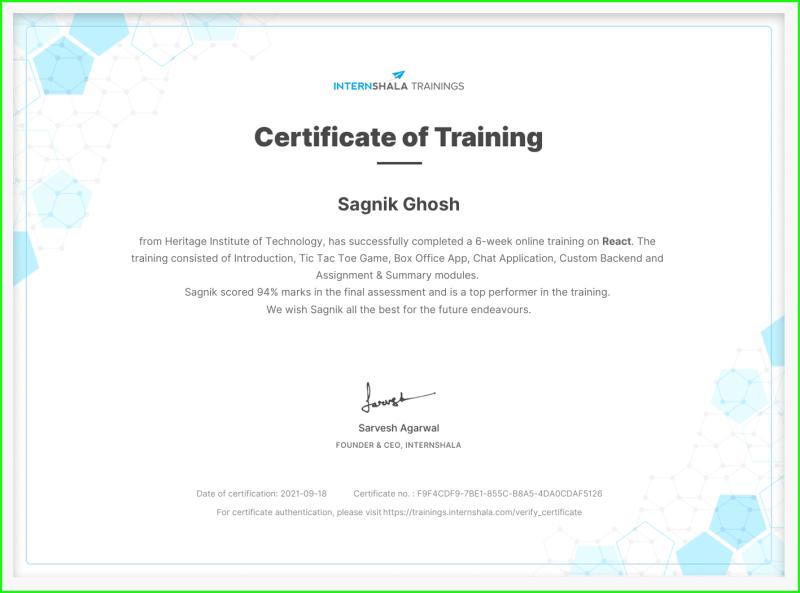 INTERNSHALA TRAININGS
Certificate of Training
Sagnik Ghosh
from Heritage Institute of Technology, has successfully completed a 6-week online training on React. The
training consisted of Introduction, Tic Tac Toe Game, Box Office App, Chat Application, Custom Backend and
Assignment & Summary modules.
Sagnik scored 94% marks in the final assessment and is a top performer in the training.
We wish Sagnik all the best for the future endeavours.
Sarvesh
Sarvesh Agarwal
FOUNDER & CEO, INTERNSHALA
Date of certification: 2021-09-18 Certificate no. : F9F4CDF9-7BE1-855C-B8A5-4DA0CDAF5126
For certificate authentication, please visit https://trainings.internshala.com/verify_certificate